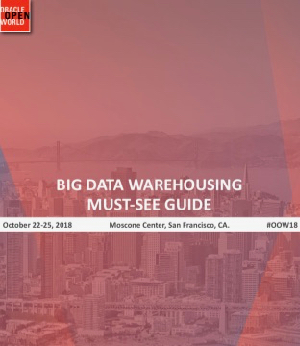 ORACLE
OPEN
WORLD
BIG DATA WAREHOUSING
MUST-SEE GUIDE
October 22-25, 2018 Moscone Center, San Francisco, CA. #OOW18